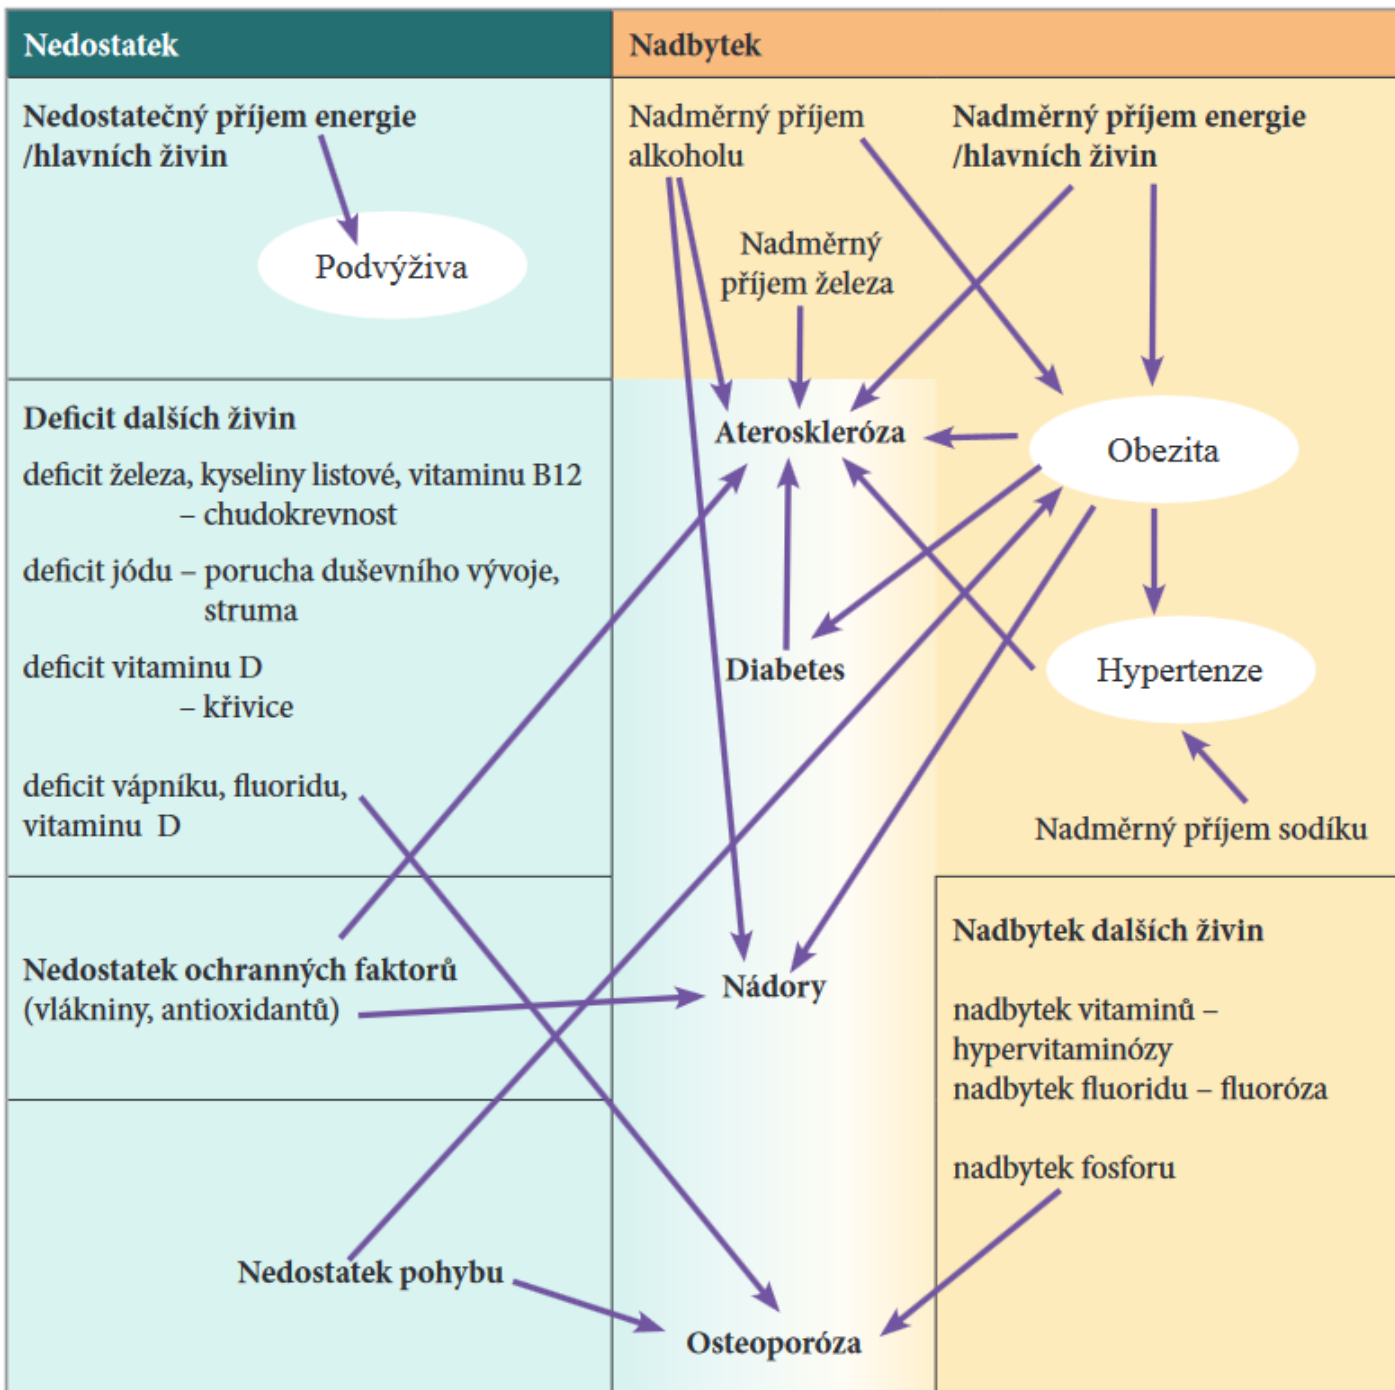 Nedostatek
Nadbytek
Nedostatečný příjem energie
/hlavních živin
Podvýživa
Nadměrný příjem
alkoholu
Nadměrný příjem energie
/hlavních živin
Nadměrný
příjem železa
Deficit dalších živin
deficit železa, kyseliny listové, vitaminu B12
– chudokrevnost
deficit jódu – porucha duševního vývoje,
struma
deficit vitaminu D
– křivice
deficit vápníku, fluoridu,
vitaminu D
Ateroskleróza
Obezita
Diabetes
Hypertenze
Nadměrný příjem sodíku
Nedostatek ochranných faktorů
(vlákniny, antioxidantů)
Nádory
Nadbytek dalších živin
nadbytek vitaminů –
hypervitaminózy
nadbytek fluoridu – fluoróza
nadbytek fosforu
Nedostatek pohybu
Osteoporóza